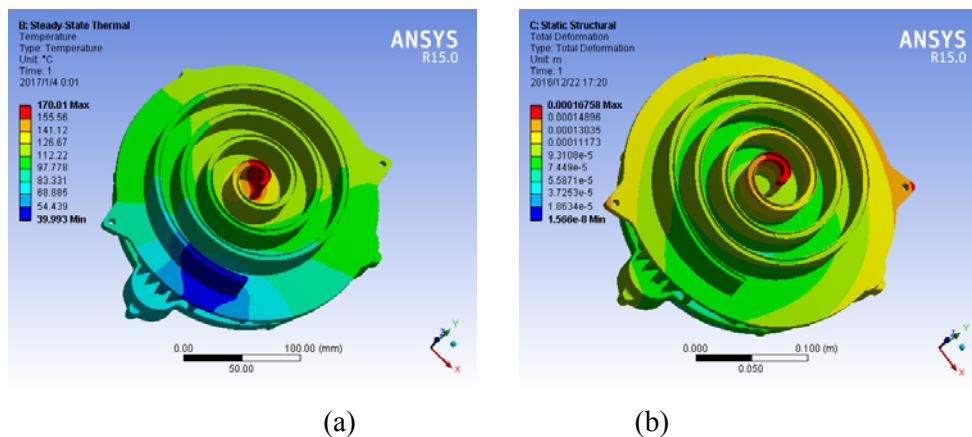 B: Steady-State Thermal
Temperature
Type: Temperature
Unit: °C
Time: 1
2017/1/4 0:01
170.01 Max
155.56
141.12
126.67
112.22
97.778
83.331
68.885
54.439
39.993 Min
ANSYS
R15.0
0.00
100.00 (mm)
50.00
Z
Y
X
(a)
C: Static Structural
Total Deformation
Type: Total Deformation
Unit: m
Time: 1
2016/12/22 17:20
0.00016758 Max
0.00014896
0.00013035
0.00011173
9.3108e-5
7.449e-5
5.5871e-5
3.7253e-5
1.8634e-5
1.566e-8 Min
ANSYS
R15.0
0.000
0.100 (m)
0.050
Z
Y
X
(b)